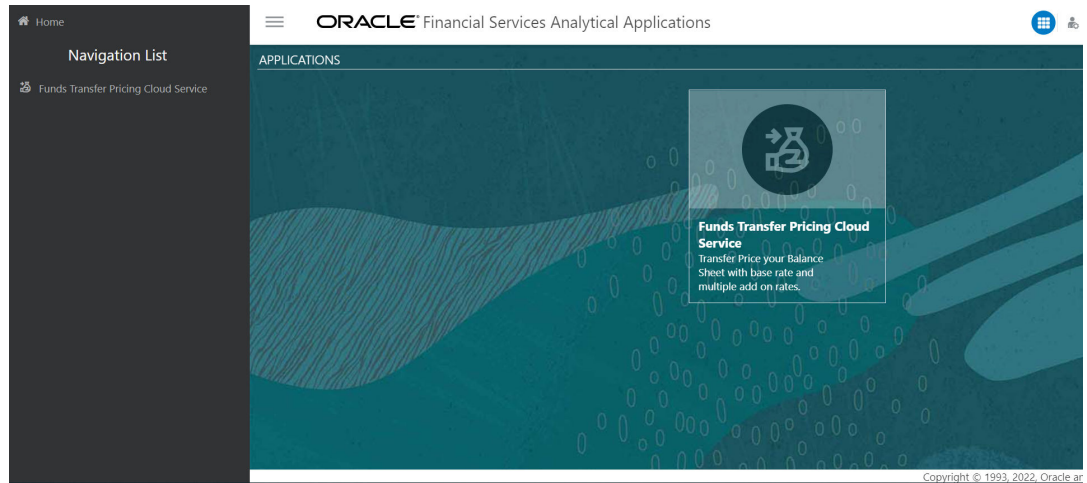 Home
Navigation List
Funds Transfer Pricing Cloud Service
ORACLE® Financial Services Analytical Applications
APPLICATIONS
Funds Transfer Pricing Cloud
Service
Transfer Price your Balance
Sheet with base rate and
multiple add on rates.
Copyright © 1993, 2022, Oracle